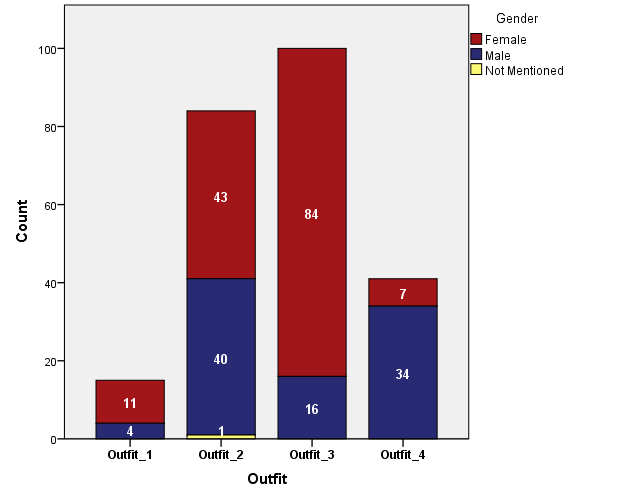 Gender
Female
Male
Not Mentioned
Count
100
80
60
40
20
0
11
4
43
40
1
84
16
7
34
Outfit_1 Outfit_2 Outfit_3 Outfit_4
Outfit